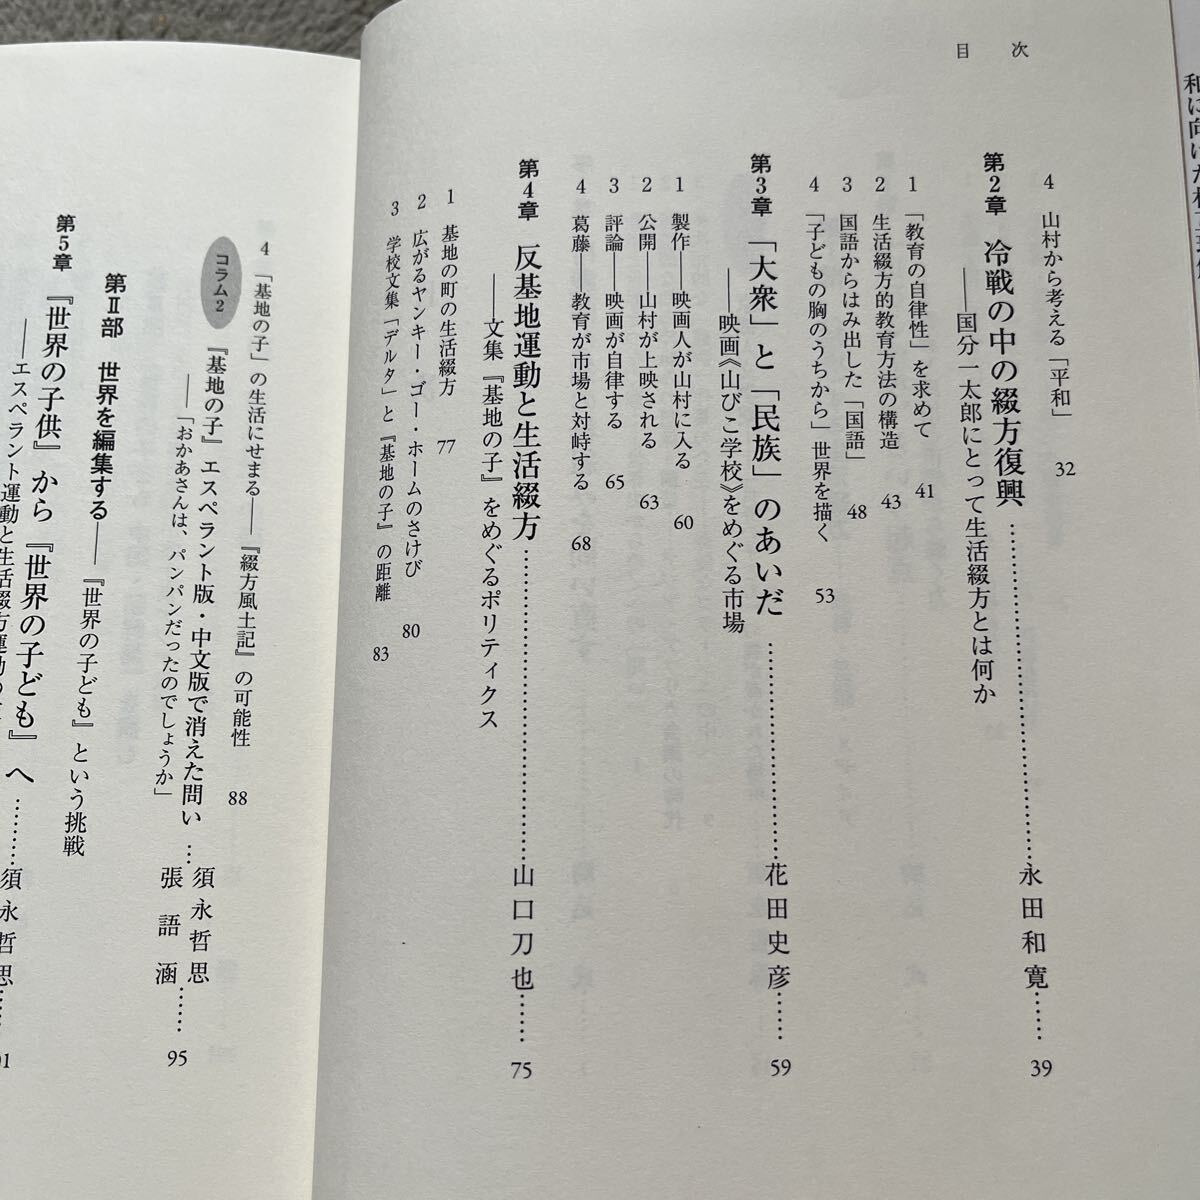 目次
4 山村から考える「平和」 32
第2章 冷戦の中の綴方復興……永田和寛…… 39
——国分一太郎にとって生活綴方とは何か
1 「教育の自律性」を求めて 41
2 生活綴方的教育方法の構造 43
3 国語からはみ出した「国語」 48
4 「子どもの胸のうちから」世界を描く 53
第3章 「大衆」と「民族」のあいだ……花田史彦…… 59
——映画《山びこ学校》をめぐる市場
1 製作——映画人が山村に入る 60
2 公開——山村が上映される 63
3 評論——映画が自律する 65
4 葛藤——教育が市場と対峙する 68
第4章 反基地運動と生活綴方……山口刀也…… 75
——文集『基地の子』をめぐるポリティクス
1 基地の町の生活綴方 77
2 広がるヤンキー・ゴー・ホームのさけび 80
3 学校文集「デルタ」と『基地の子』の距離 83
4 「基地の子」の生活にせまる——『綴方風土記』の可能性 88
コラム2 『基地の子』エスペラント版・中文版で消えた問い…須永哲思
——「おかあさんは、パンパンだったのでしょうか」 張語涵…… 95
第Ⅱ部 世界を編集する——『世界の子ども』という挑戦
第5章 『世界の子供』から『世界の子ども』へ……須永哲思……
——エスペラント運動と生活綴方運動の